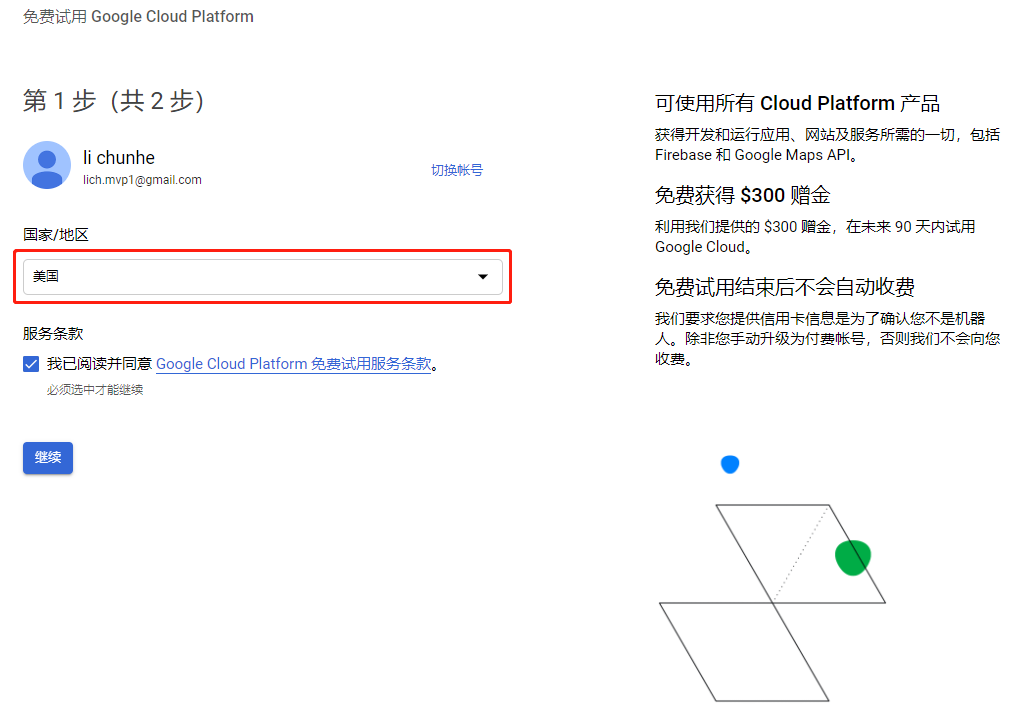 免费试用 Google Cloud Platform
第 1 步（共 2 步）
li chunhe
lich.mvp1@gmail.com
切换帐号
国家/地区
美国
服务条款
我已阅读并同意 Google Cloud Platform 免费试用服务条款。
必须选中才能继续
继续
可使用所有 Cloud Platform 产品
获得开发和运行应用、网站及服务所需的一切，包括
Firebase 和 Google Maps API。
免费获得 $300 赠金
利用我们提供的 $300 赠金，在未来 90 天内试用
Google Cloud。
免费试用结束后不会自动收费
我们要求您提供信用卡信息是为了确认您不是机器
人。除非您手动升级为付费帐号，否则我们不会向您
收费。